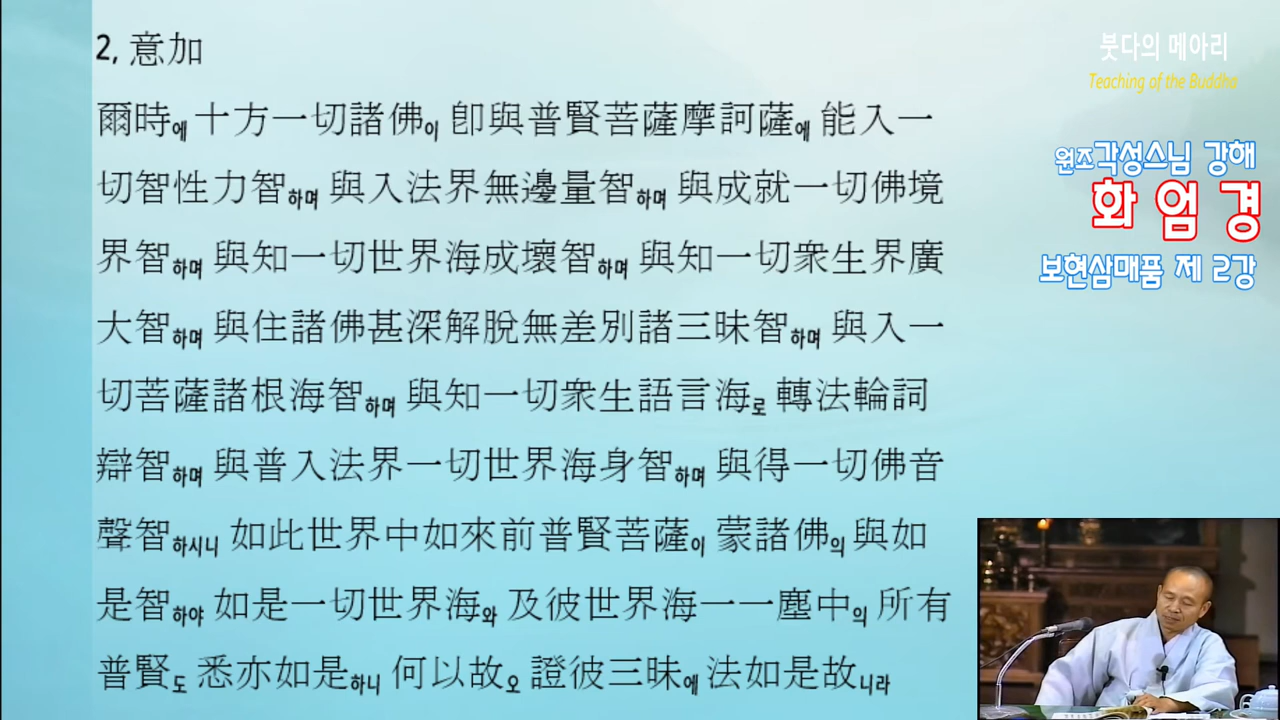 2, 意加
爾時에 十方一切諸佛이 卽與普賢菩薩摩訶薩에 能入一
切智性力智하며 與入法界無邊量智하며 與成就一切佛境
界智하며 與知一切世界海成壞智하며 與知一切衆生界廣
大智하며 與住諸佛甚深解脫無差別諸三昧智하며 與入一
切菩薩諸根海智하며 與知一切衆生語言海로 轉法輪詞
辯智하며 與普入法界一切世界海身智하며 與得一切佛音
聲智하시니 如此世界中如來前普賢菩薩이 蒙諸佛의 與如
是智하야 如是一切世界海와 及彼世界海一一塵中의 所有
普賢도 悉亦如是하니 何以故오 證彼三昧에 法如是故니라
붓다의 메아리
Teaching of the Buddha
원조각성스님 강해
화엄경
보현삼매품 제 2강